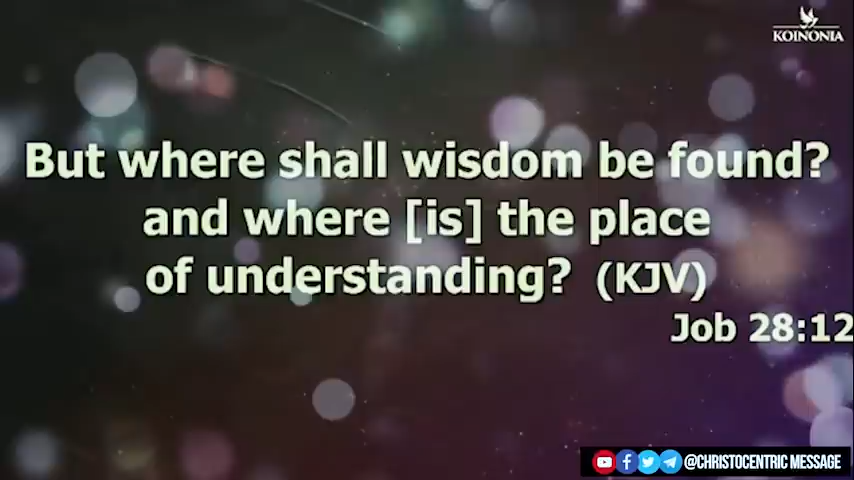 KOINONIA
But where shall wisdom be found?
and where [is] the place
of understanding? (KJV)
Job 28:12
@CHRISTOCENTRIC MESSAGE